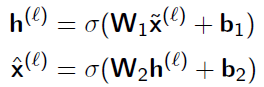 h^(ℓ) = σ(W₁x̃^(ℓ) + b₁)
x̂^(ℓ) = σ(W₂h^(ℓ) + b₂)